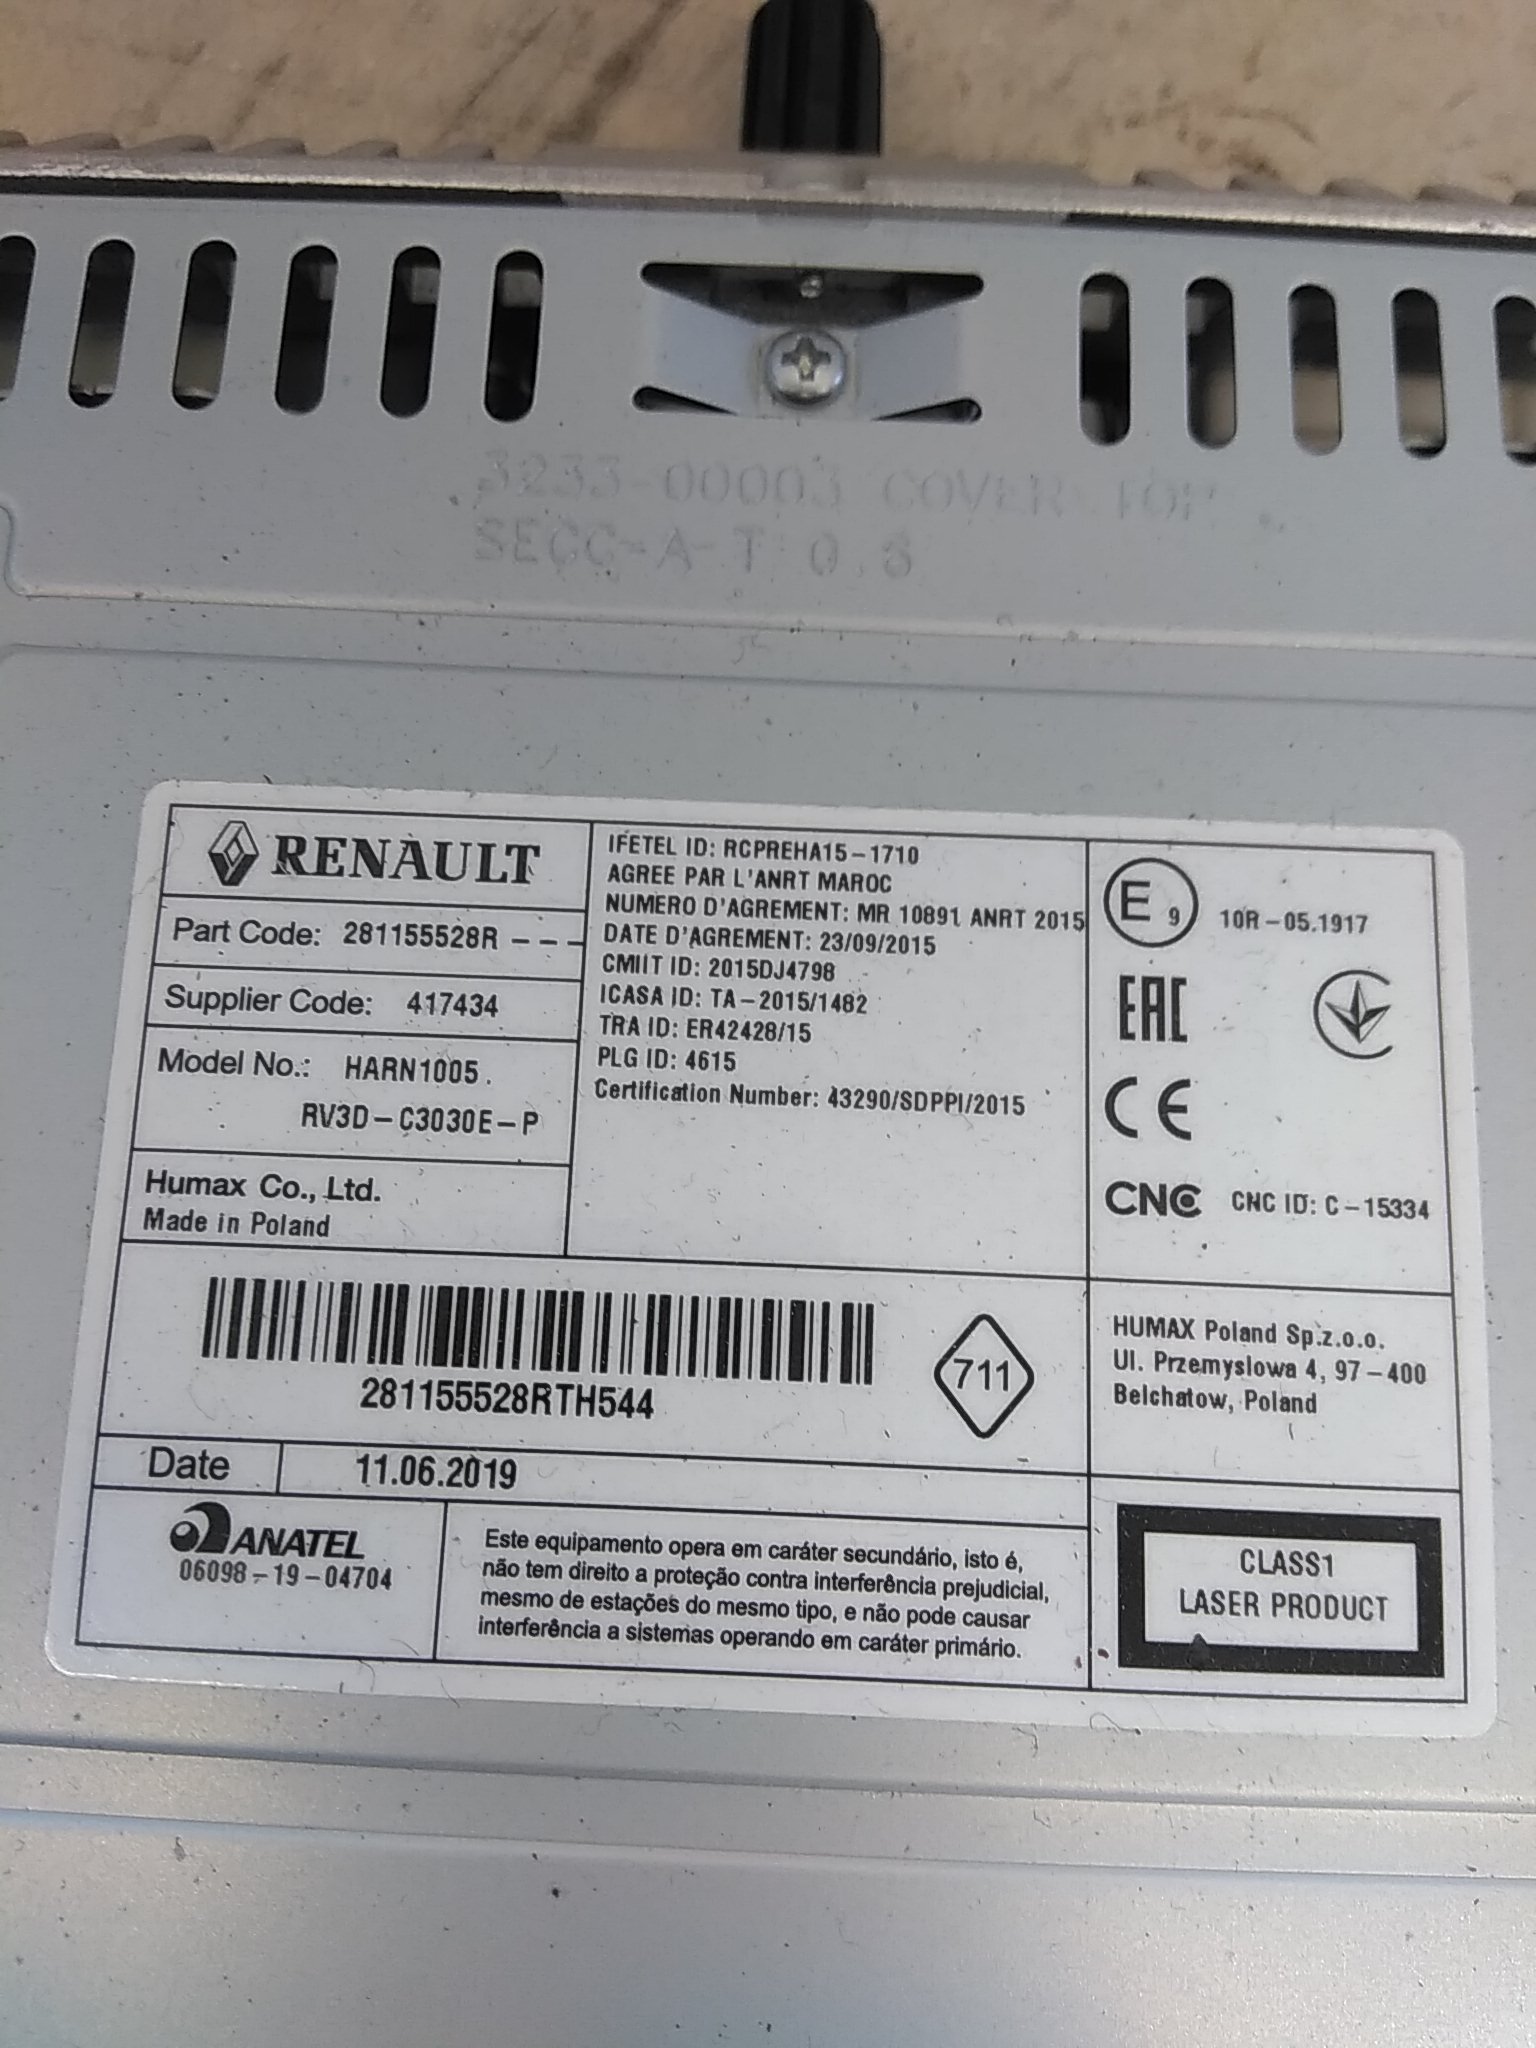 3233-00003 COVER TOP
SECC-A T 0.8
RENAULT
Part Code: 281155528R - - -
Supplier Code: 417434
Model No.: HARN1005.
RV3D-C3030E-P
Humax Co., Ltd.
Made in Poland
IFETEL ID: RCPREHA15-1710
AGREE PAR L'ANRT MAROC
NUMERO D'AGREMENT: MR 10891 ANRT 2015
DATE D'AGREMENT: 23/09/2015
CMIIT ID: 2015DJ4798
ICASA ID: TA-2015/1482
TRA ID: ER42428/15
PLG ID: 4615
Certification Number: 43290/SDPPI/2015
E9 10R-05.1917
EAC
CE
CNC CNC ID: C-15334
281155528RTH544
711
HUMAX Poland Sp.z.o.o.
Ul. Przemyslowa 4, 97-400
Belchatow, Poland
Date 11.06.2019
ANATEL
06098-19-04704
Este equipamento opera em caráter secundário, isto é,
não tem direito a proteção contra interferência prejudicial,
mesmo de estações do mesmo tipo, e não pode causar
interferência a sistemas operando em caráter primário.
CLASS1
LASER PRODUCT